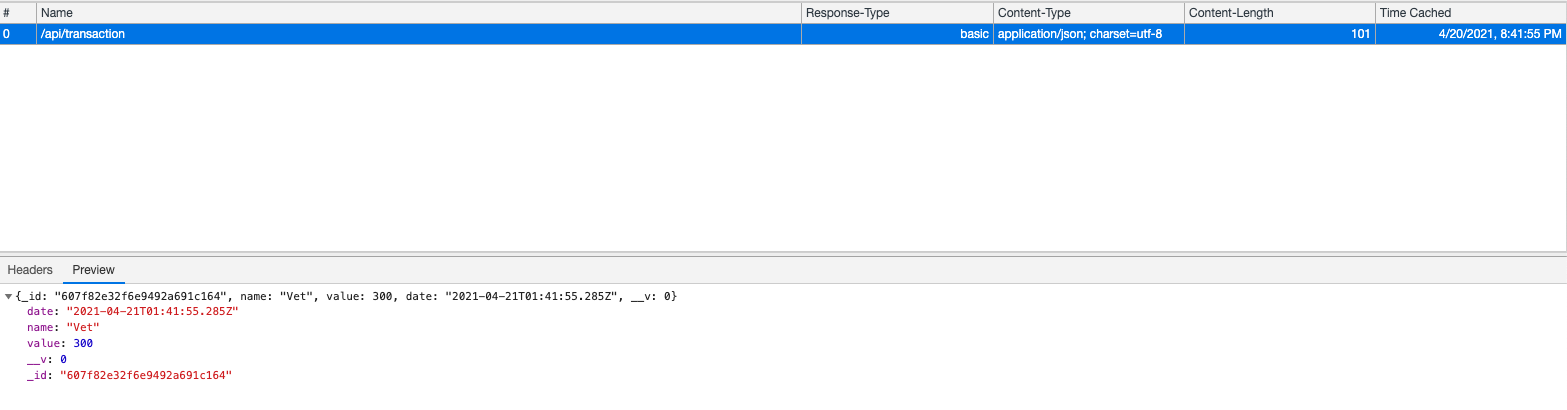 # Name Response-Type Content-Type Content-Length Time Cached
0 /api/transaction basic application/json; charset=utf-8 101 4/20/2021, 8:41:55 PM
Headers Preview
{_id: "607f82e32f6e9492a691c164", name: "Vet", value: 300, date: "2021-04-21T01:41:55.285Z", __v: 0}
date: "2021-04-21T01:41:55.285Z"
name: "Vet"
value: 300
__v: 0
_id: "607f82e32f6e9492a691c164"